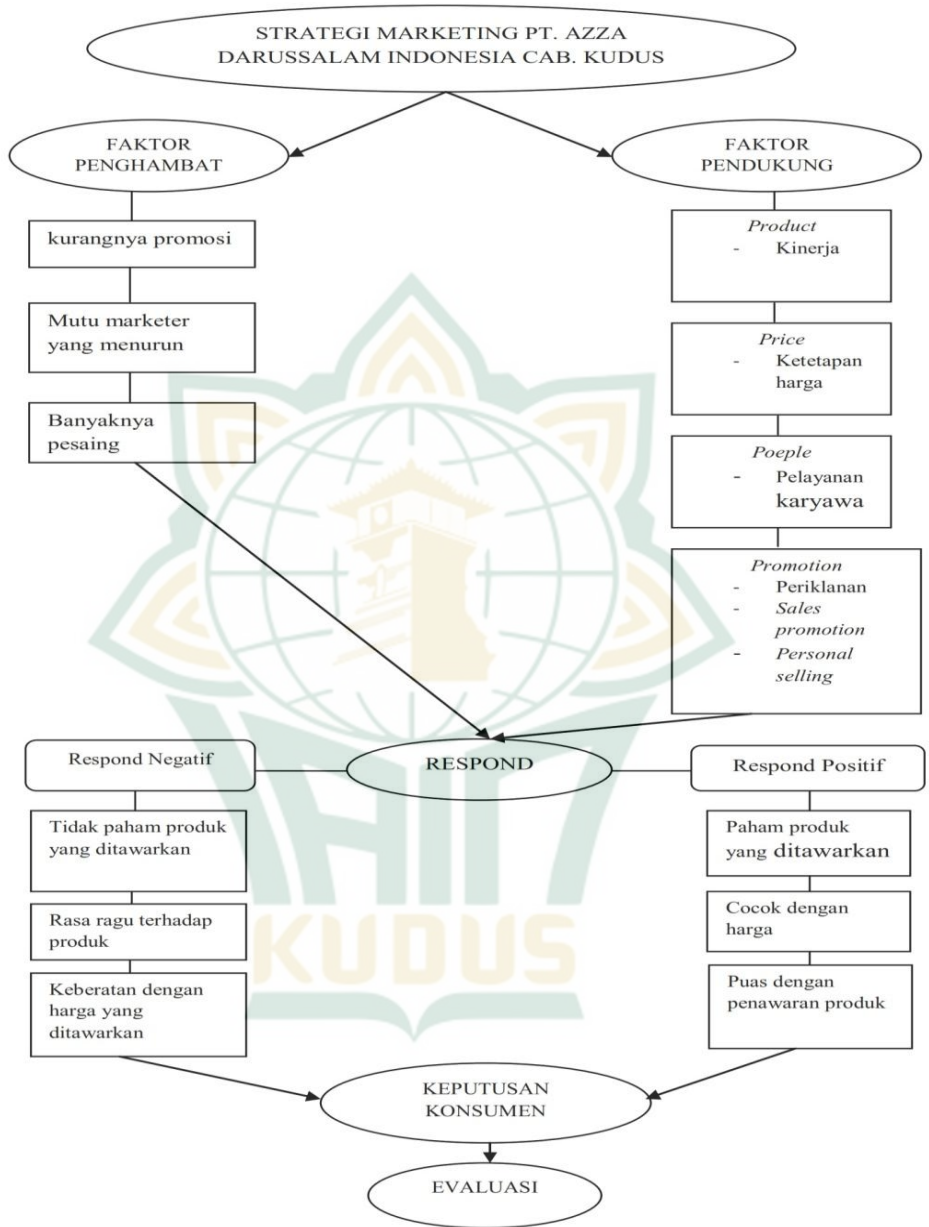 STRATEGI MARKETING PT. AZZA
DARUSSALAM INDONESIA CAB. KUDUS
FAKTOR
PENGHAMBAT
FAKTOR
PENDUKUNG
kurangnya promosi
Mutu marketer
yang menurun
Banyaknya
pesaing
Product
- Kinerja
Price
- Ketetapan
harga
Poeple
- Pelayanan
karyawa
Promotion
- Periklanan
- Sales
promotion
- Personal
selling
Respond Negatif
RESPOND
Respond Positif
Tidak paham produk
yang ditawarkan
Rasa ragu terhadap
produk
Keberatan dengan
harga yang
ditawarkan
Paham produk
yang ditawarkan
Cocok dengan
harga
Puas dengan
penawaran produk
KEPUTUSAN
KONSUMEN
EVALUASI
IAIN
KUDUS